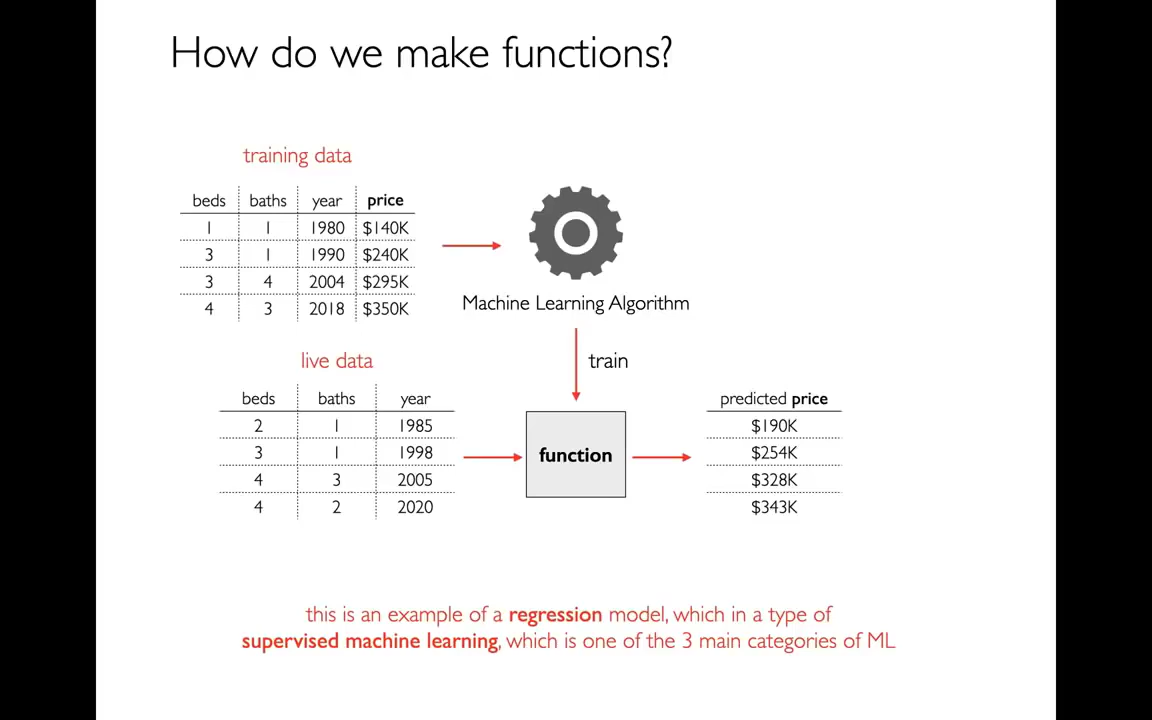 How do we make functions?
training data
beds baths year price
1 1 1980 $140K
3 1 1990 $240K
3 4 2004 $295K
4 3 2018 $350K
Machine Learning Algorithm
train
live data
beds baths year
2 1 1985
3 1 1998
4 3 2005
4 2 2020
function
predicted price
$190K
$254K
$328K
$343K
this is an example of a regression model, which in a type of
supervised machine learning, which is one of the 3 main categories of ML